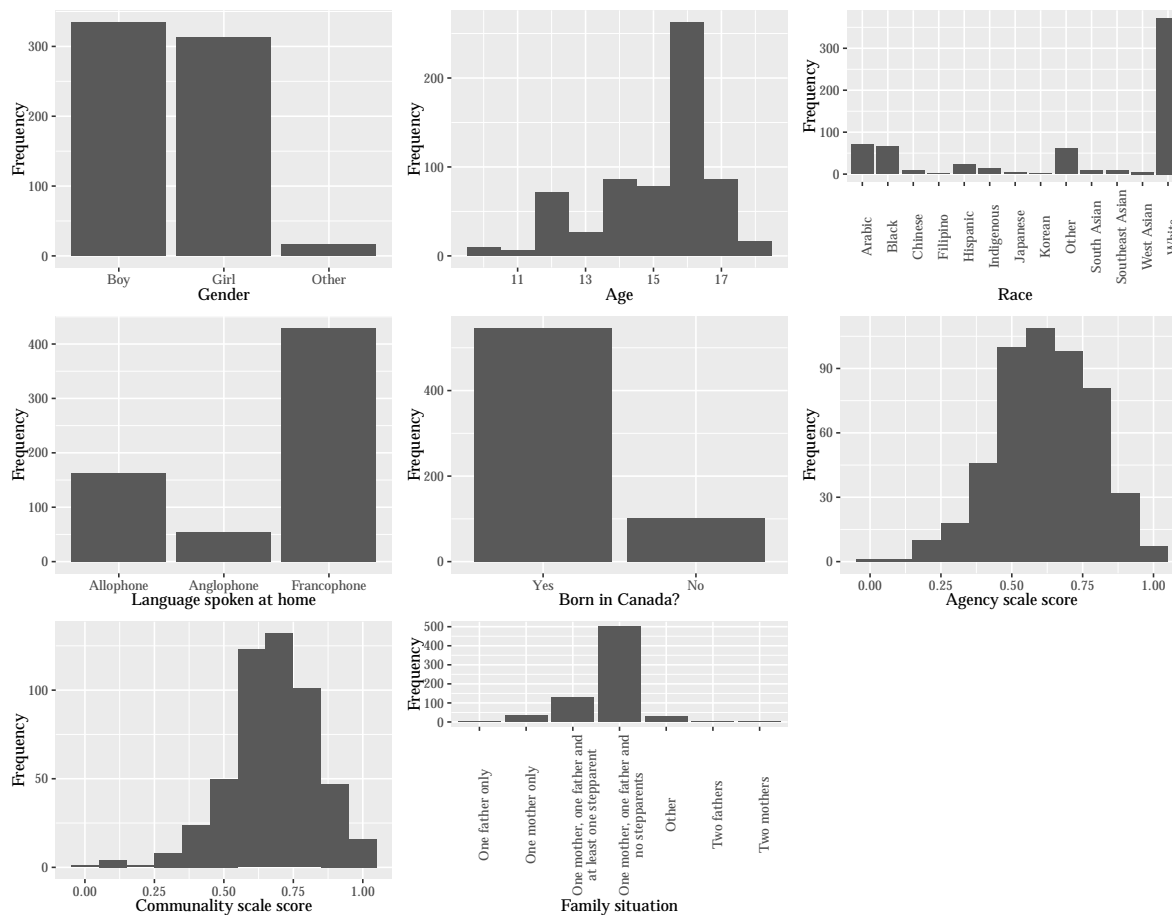 Frequency
300
200
100
0
Boy
Girl
Other
Gender
Frequency
200
100
0
11
13
15
17
Age
Frequency
300
200
100
0
Arabic
Black
Chinese
Filipino
Hispanic
Indigenous
Japanese
Korean
Other
South Asian
Southeast Asian
West Asian
White
Race
Frequency
400
300
200
100
0
Allophone
Anglophone
Francophone
Language spoken at home
Frequency
400
200
0
Yes
No
Born in Canada?
Frequency
90
60
30
0
0.00
0.25
0.50
0.75
1.00
Agency scale score
Frequency
100
50
0
0.00
0.25
0.50
0.75
1.00
Communality scale score
Frequency
500
400
300
200
100
0
One father only
One mother only
One mother, one father and
at least one stepparent
One mother, one father and
no stepparents
Other
Two fathers
Two mothers
Family situation